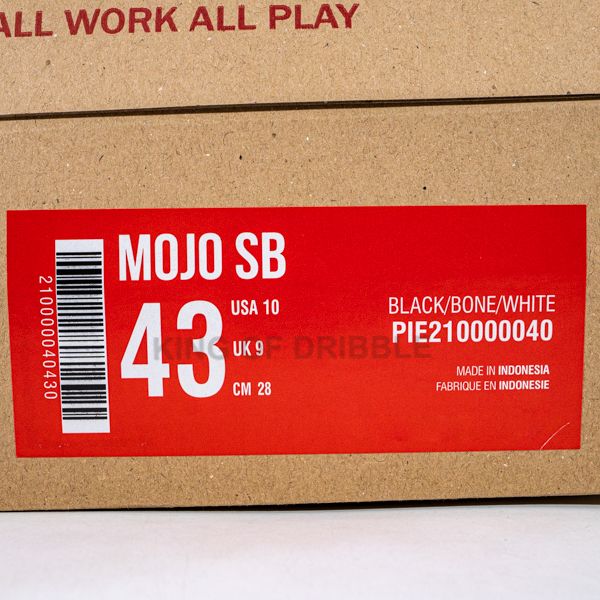 ALL WORK ALL PLAY
MOJO SB
2100000040430
43
USA 10
UK 9
CM 28
KING OF DRIBBLE
BLACK/BONE/WHITE
PIE210000040
MADE IN INDONESIA
FABRIQUE EN INDONESIE